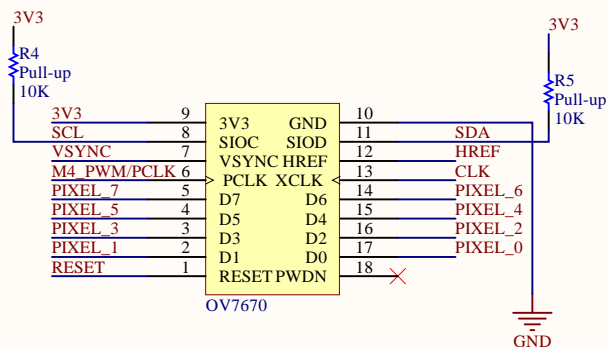 3V3
3V3
R4
Pull-up
10K
R5
Pull-up
10K
3V3 9 3V3 GND 10
SCL 8 SIOC SIOD 11 SDA
VSYNC 7 VSYNC HREF 12 HREF
M4_PWM/PCLK 6 PCLK XCLK 13 CLK
PIXEL_7 5 D7 D6 14 PIXEL_6
PIXEL_5 4 D5 D4 15 PIXEL_4
PIXEL_3 3 D3 D2 16 PIXEL_2
PIXEL_1 2 D1 D0 17 PIXEL_0
RESET 1 RESET PWDN 18
OV7670
GND